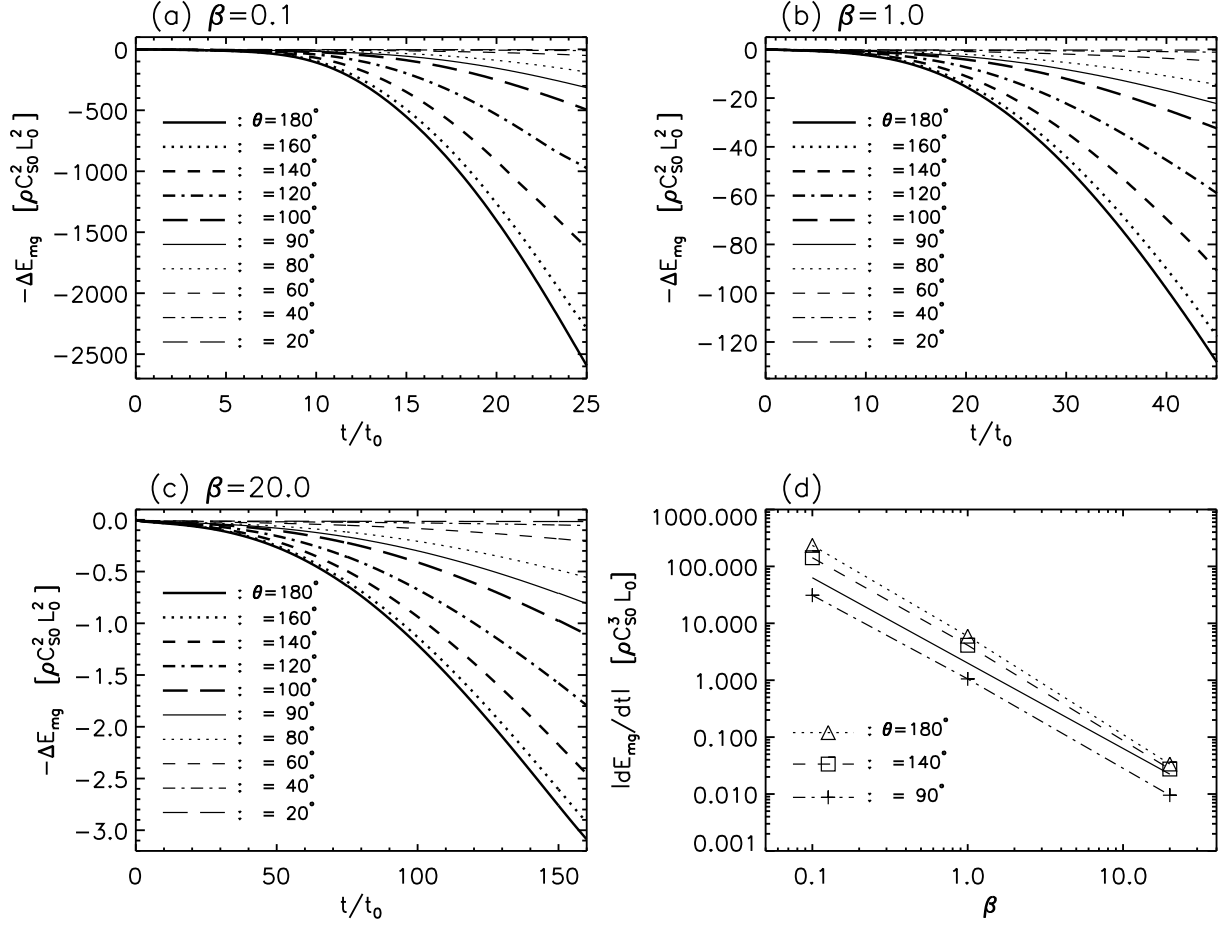 (a) β=0.1
0
−500
−1000
−1500
−2000
−2500
−ΔE_mg [ρC_S0^2 L_0^2]
: θ=180°
: =160°
: =140°
: =120°
: =100°
: = 90°
: = 80°
: = 60°
: = 40°
: = 20°
0 5 10 15 20 25
t/t_0
(b) β=1.0
0
−20
−40
−60
−80
−100
−120
−ΔE_mg [ρC_S0^2 L_0^2]
: θ=180°
: =160°
: =140°
: =120°
: =100°
: = 90°
: = 80°
: = 60°
: = 40°
: = 20°
0 10 20 30 40
t/t_0
(c) β=20.0
0.0
−0.5
−1.0
−1.5
−2.0
−2.5
−3.0
−ΔE_mg [ρC_S0^2 L_0^2]
: θ=180°
: =160°
: =140°
: =120°
: =100°
: = 90°
: = 80°
: = 60°
: = 40°
: = 20°
0 50 100 150
t/t_0
(d)
1000.000
100.000
10.000
1.000
0.100
0.010
0.001
|dE_mg/dt| [ρC_S0^3 L_0]
: θ=180°
: =140°
: = 90°
0.1 1.0 10.0
β